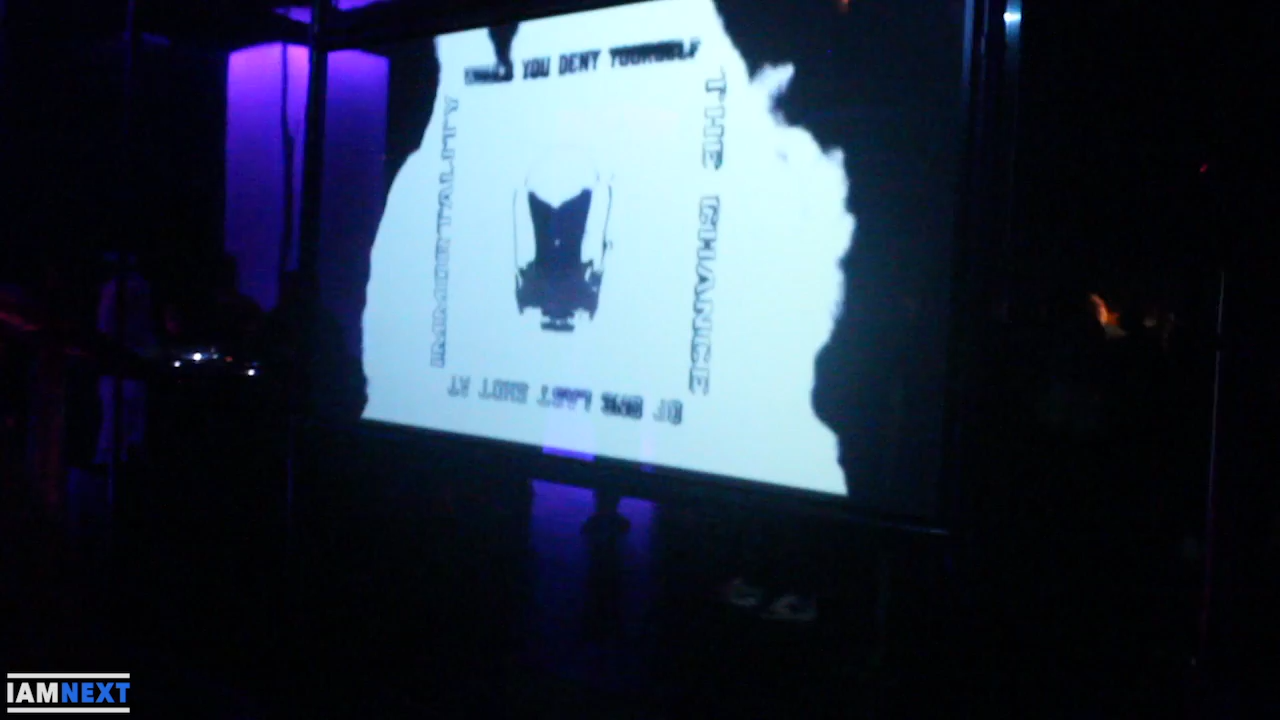 YOU DENY YOURSELF
THE CHANCE
OF ONE LAST SHOT AT
IMMORTALITY
IAMNEXT